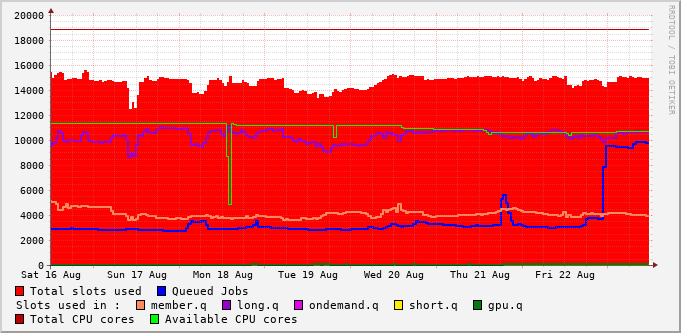 RRDTOOL / TOBI OETIKER
20000
18000
16000
14000
12000
10000
8000
6000
4000
2000
0
Sat 16 Aug Sun 17 Aug Mon 18 Aug Tue 19 Aug Wed 20 Aug Thu 21 Aug Fri 22 Aug
Total slots used Queued Jobs
Slots used in : member.q long.q ondemand.q short.q gpu.q
Total CPU cores Available CPU cores